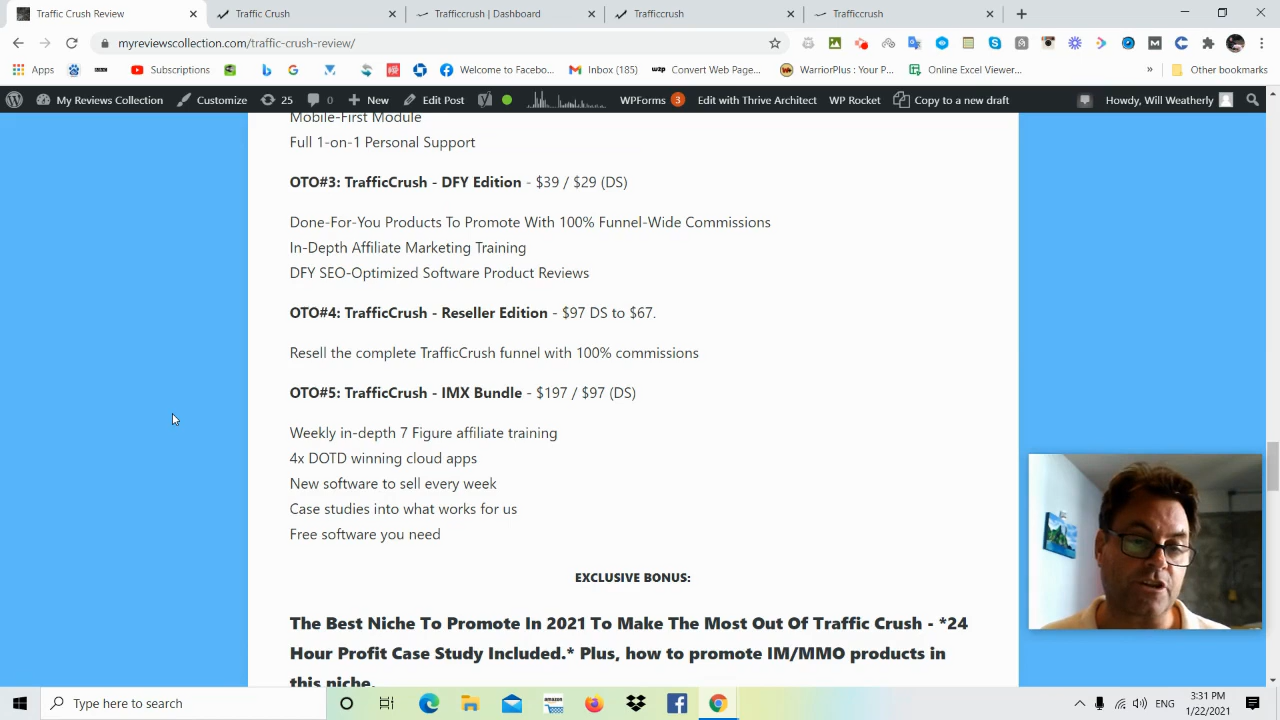 Traffic Crush Review
Traffic Crush
Trafficcrush | Dashboard
Trafficcrush
Trafficcrush
myreviewscollection.com/traffic-crush-review/
Apps
Subscriptions
Welcome to Facebo...
Inbox (185)
Convert Web Page...
WarriorPlus : Your P...
Online Excel Viewer...
»
Other bookmarks
My Reviews Collection
Customize
25
0
New
Edit Post
WPForms 3
Edit with Thrive Architect
WP Rocket
Copy to a new draft
Howdy, Will Weatherly
Mobile-First Module
Full 1-on-1 Personal Support
OTO#3: TrafficCrush - DFY Edition - $39 / $29 (DS)
Done-For-You Products To Promote With 100% Funnel-Wide Commissions
In-Depth Affiliate Marketing Training
DFY SEO-Optimized Software Product Reviews
OTO#4: TrafficCrush - Reseller Edition - $97 DS to $67.
Resell the complete TrafficCrush funnel with 100% commissions
OTO#5: TrafficCrush - IMX Bundle - $197 / $97 (DS)
Weekly in-depth 7 Figure affiliate training
4x DOTD winning cloud apps
New software to sell every week
Case studies into what works for us
Free software you need
EXCLUSIVE BONUS:
The Best Niche To Promote In 2021 To Make The Most Out Of Traffic Crush - *24
Hour Profit Case Study Included.* Plus, how to promote IM/MMO products in
this niche.
Type here to search
amazon
ENG
3:31 PM
1/22/2021